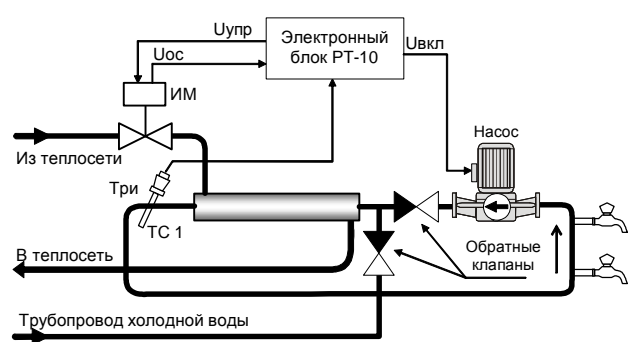 Uупр
Uос
Электронный
блок РТ-10
Uвкл
ИМ
Насос
Из теплосети
Tри
ТС 1
Обратные
клапаны
В теплосеть
Трубопровод холодной воды